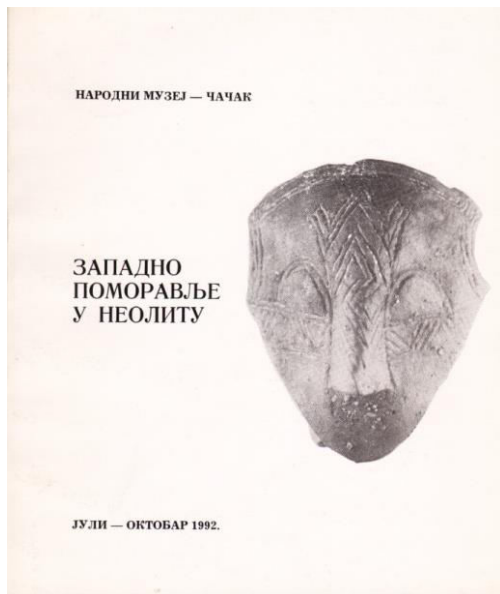 НАРОДНИ МУЗЕЈ — ЧАЧАК
ЗАПАДНО
ПОМОРАВЉЕ
У НЕОЛИТУ
ЈУЛИ — ОКТОБАР 1992.